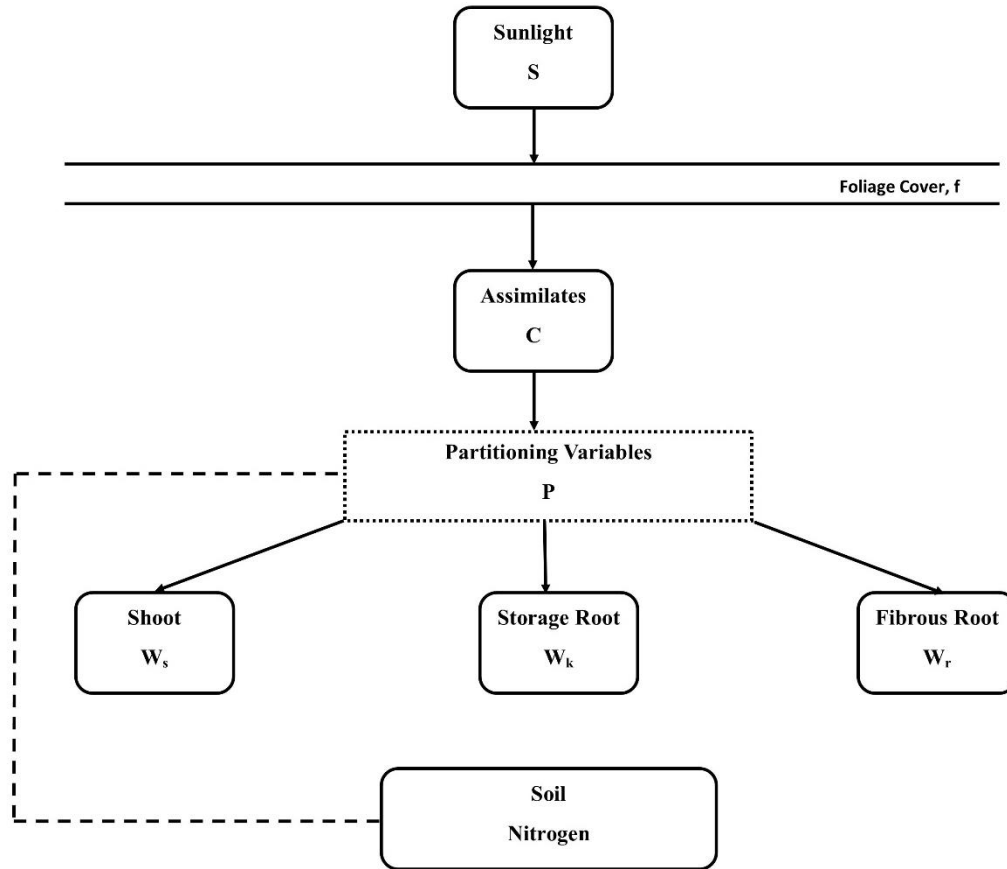 Sunlight
S
Foliage Cover, f
Assimilates
C
Partitioning Variables
P
Shoot
Wₛ
Storage Root
Wₖ
Fibrous Root
Wᵣ
Soil
Nitrogen